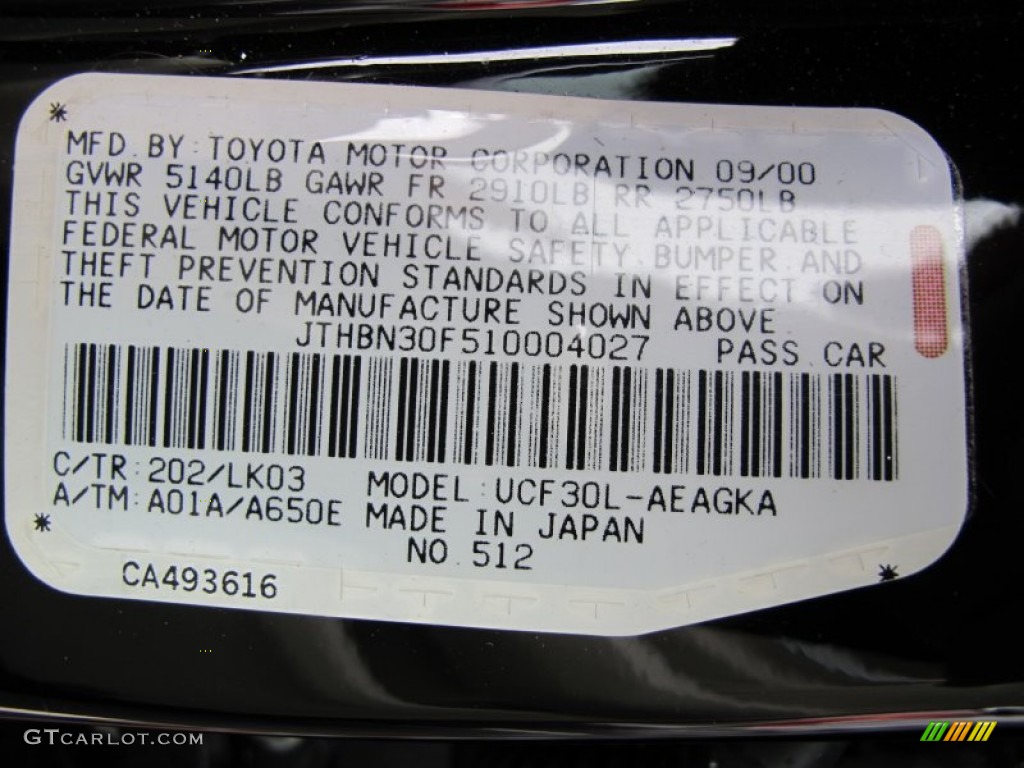 MFD. BY: TOYOTA MOTOR CORPORATION 09/00
GVWR 5140LB GAWR FR 2910LB RR 2750LB
THIS VEHICLE CONFORMS TO ALL APPLICABLE
FEDERAL MOTOR VEHICLE SAFETY, BUMPER, AND
THEFT PREVENTION STANDARDS IN EFFECT ON
THE DATE OF MANUFACTURE SHOWN ABOVE.
JTHBN30F510004027 PASS. CAR
C/TR: 202/LK03 MODEL: UCF30L-AEAGKA
A/TM: A01A/A650E MADE IN JAPAN
NO. 512
CA493616
GTCARLOT.COM